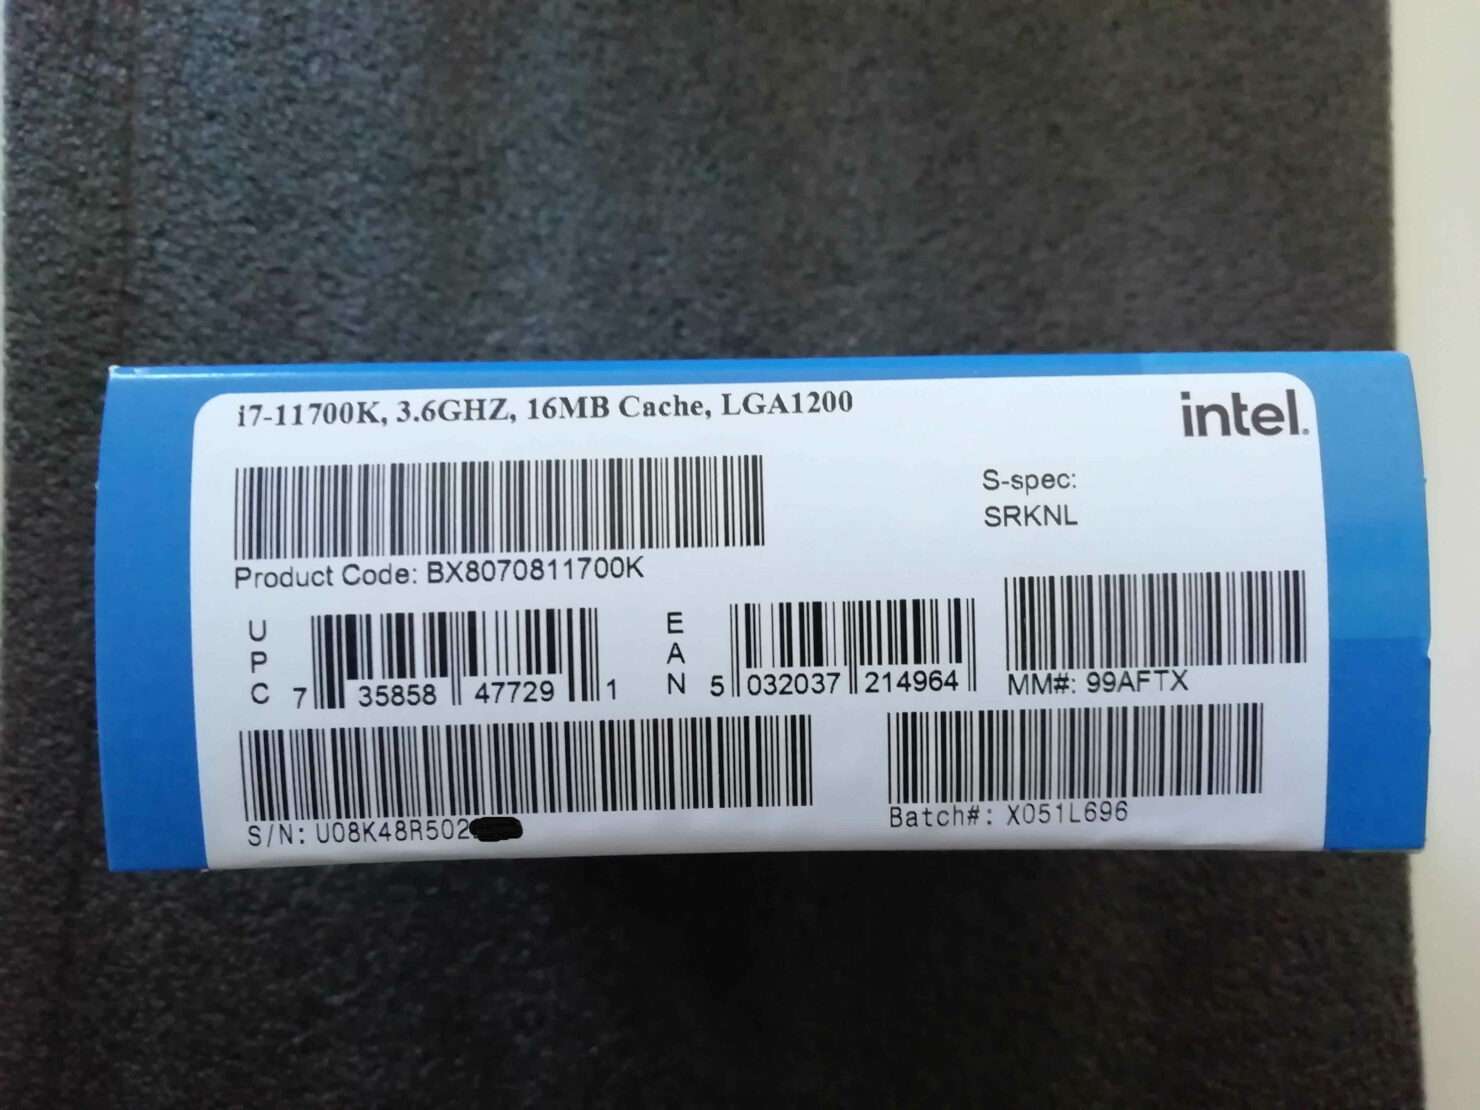 i7-11700K, 3.6GHZ, 16MB Cache, LGA1200
intel.
S-spec:
SRKNL
Product Code: BX8070811700K
UPC 7 35858 47729 1
EAN 5 032037 214964
MM#: 99AFTX
S/N: U08K48R502
Batch#: X051L696